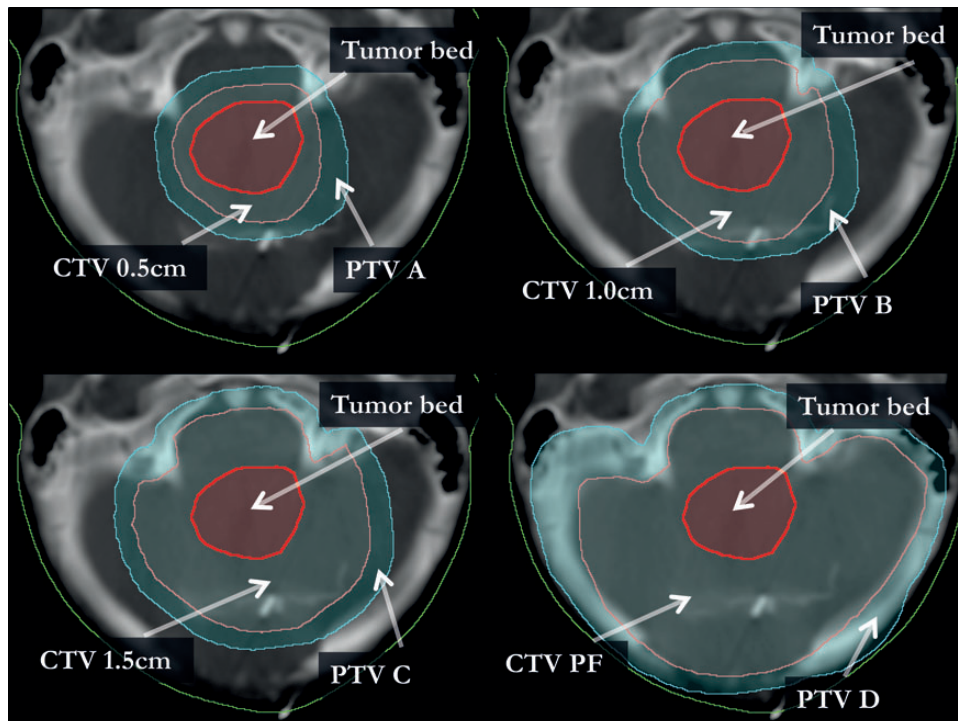 Tumor bed
CTV 0.5cm
PTV A
Tumor bed
CTV 1.0cm
PTV B
Tumor bed
CTV 1.5cm
PTV C
Tumor bed
CTV PF
PTV D